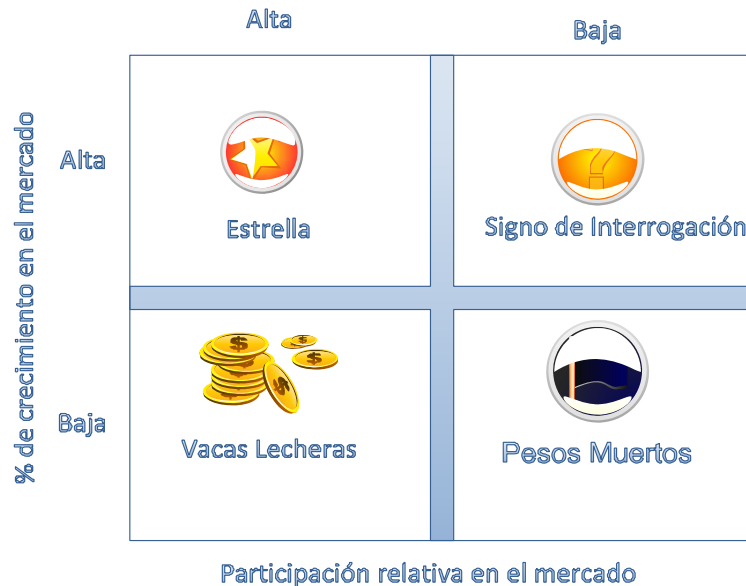 Alta
Baja
% de crecimiento en el mercado
Alta
Estrella
Signo de Interrogación
$
$
$
$
Baja
Vacas Lecheras
Pesos Muertos
Participación relativa en el mercado